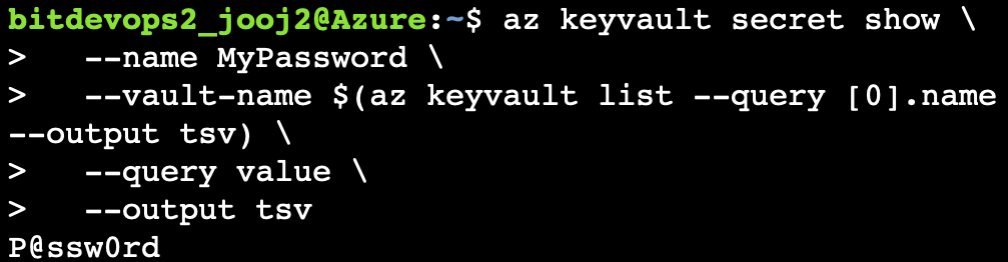 bitdevops2_jooj2@Azure:~$ az keyvault secret show \
>   --name MyPassword \
>   --vault-name $(az keyvault list --query [0].name
--output tsv) \
>   --query value \
>   --output tsv
P@ssw0rd